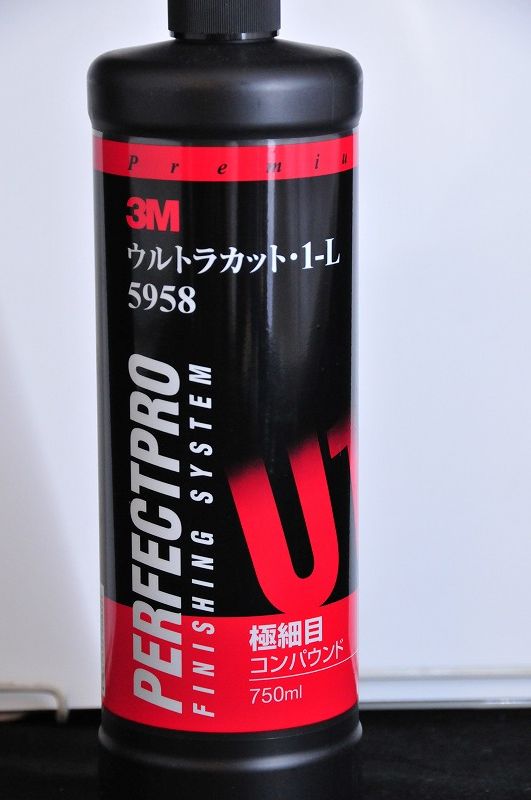 Premiu
3M
ウルトラカット・1-L
5958
PERFECTPRO
FINISHING SYSTEM
U1
極細目
コンパウンド
750ml